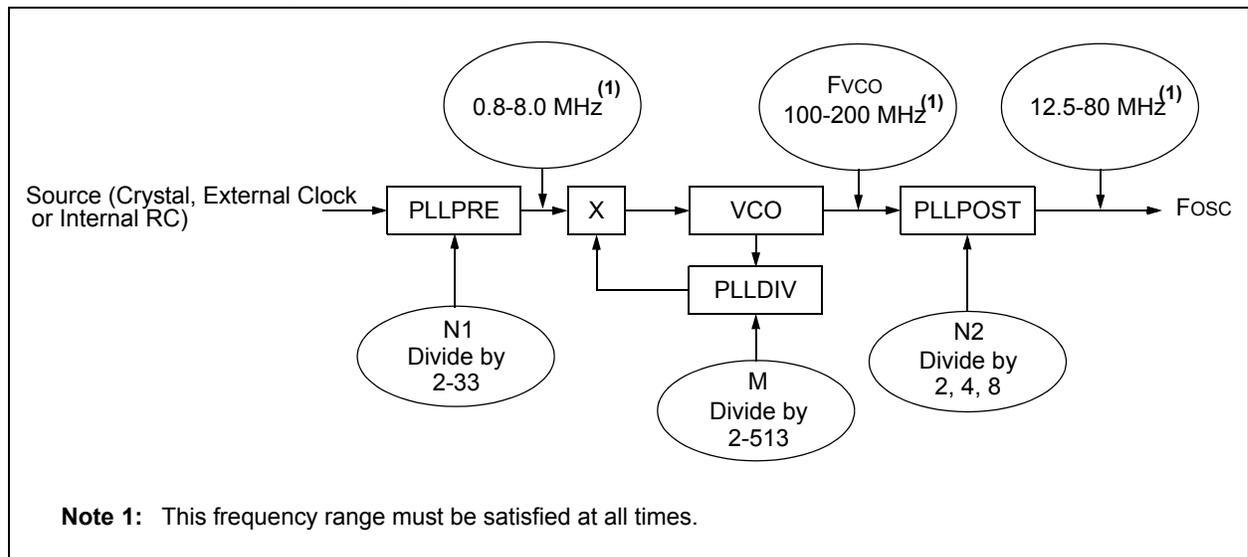 0.8-8.0 MHz(1)
FVCO
100-200 MHz(1)
12.5-80 MHz(1)
Source (Crystal, External Clock
or Internal RC)
PLLPRE
X
VCO
PLLPOST
FOSC
PLLDIV
N1
Divide by
2-33
M
Divide by
2-513
N2
Divide by
2, 4, 8
Note 1: This frequency range must be satisfied at all times.